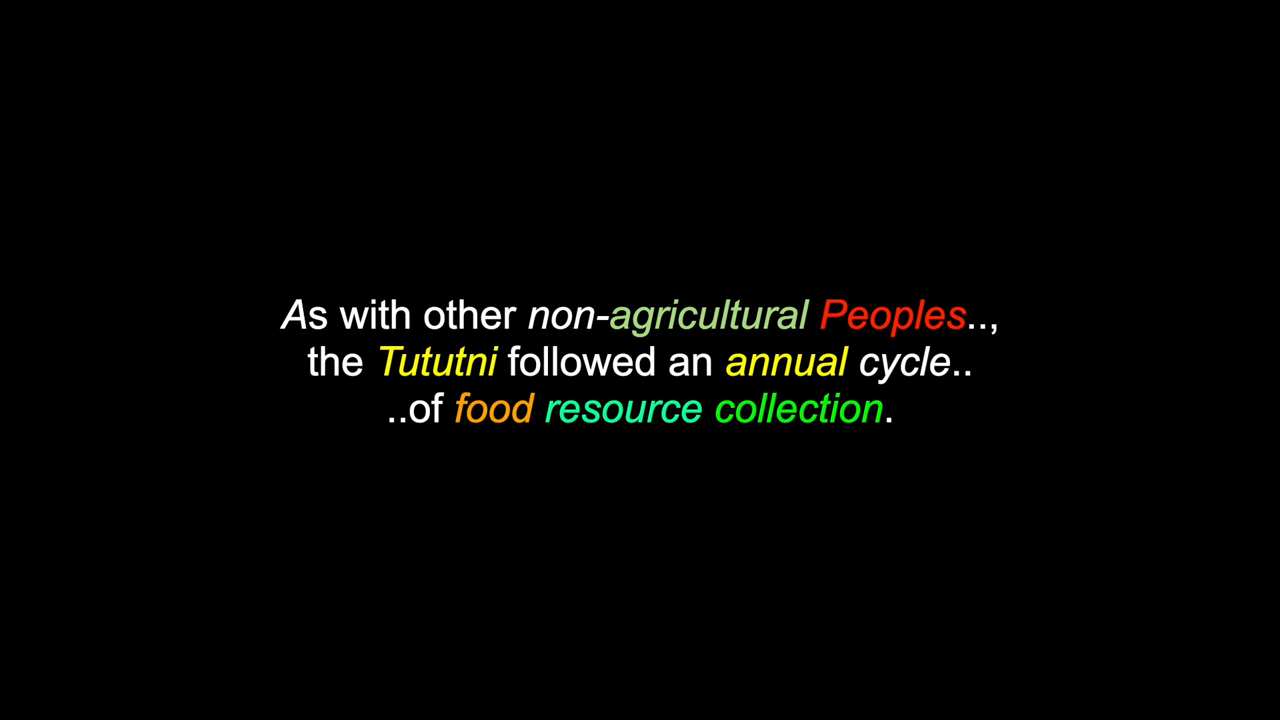 As with other non-agricultural Peoples..,
the Tututni followed an annual cycle..
..of food resource collection.